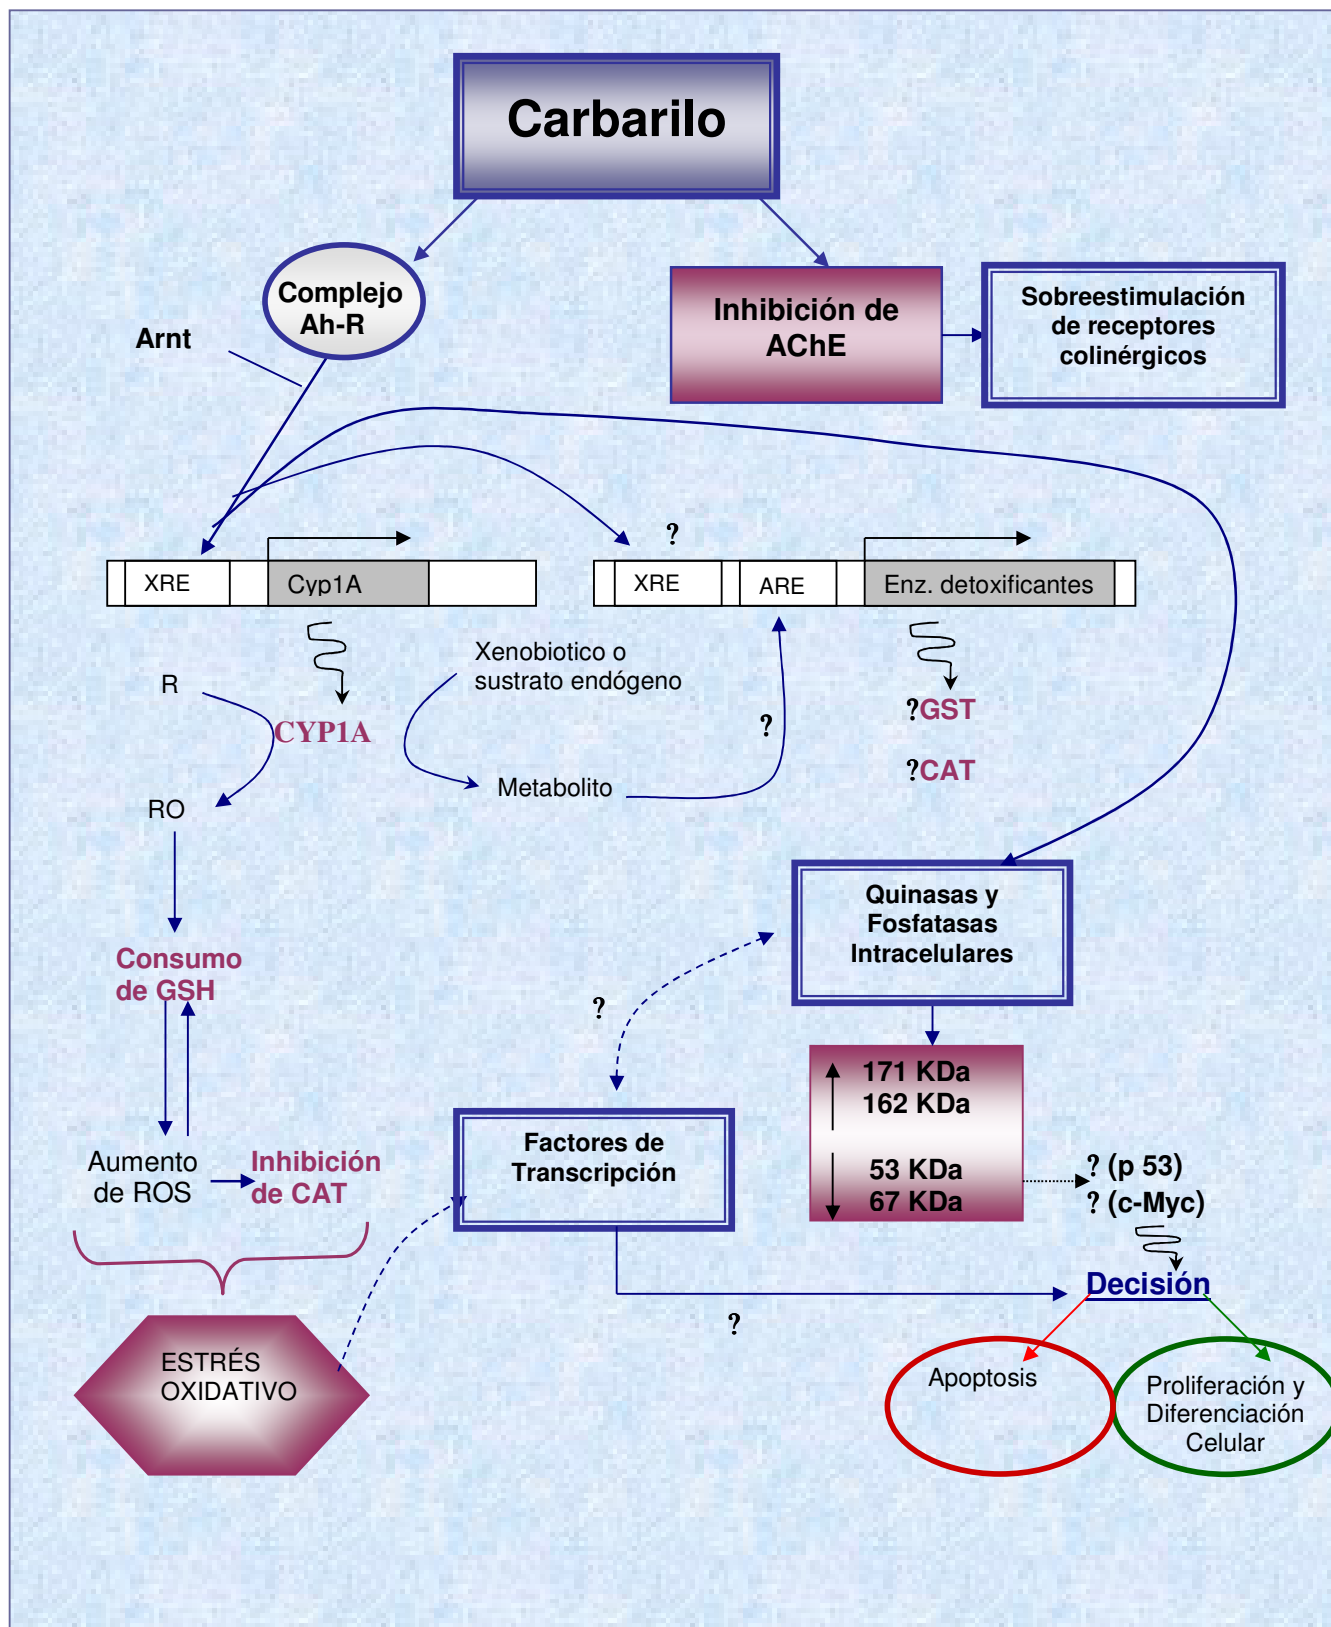 Carbarilo
Complejo
Ah-R
Arnt
Inhibición de
AChE
Sobreestimulación
de receptores
colinérgicos
?
XRE
Cyp1A
XRE
ARE
Enz. detoxificantes
R
CYP1A
Xenobiotico o
sustrato endógeno
?
?GST
?CAT
Metabolito
RO
Quinasas y
Fosfatasas
Intracelulares
Consumo
de GSH
?
171 KDa
162 KDa
53 KDa
67 KDa
Factores de
Transcripción
? (p 53)
? (c-Myc)
Aumento
de ROS
Inhibición
de CAT
Decisión
?
ESTRÉS
OXIDATIVO
Apoptosis
Proliferación y
Diferenciación
Celular